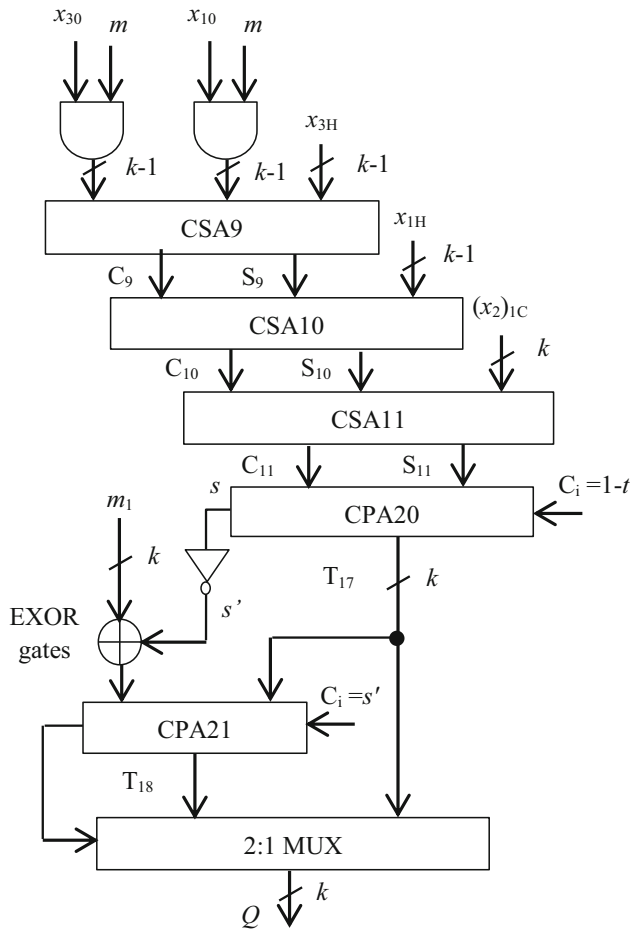 x₃₀ m x₁₀ m
x₃H
k-1 k-1 k-1
CSA9
x₁H
C₉ S₉ k-1
CSA10
(x₂)₁C
C₁₀ S₁₀ k
CSA11
C₁₁ S₁₁
s Cᵢ =1-t
m₁ CPA20
k T₁₇ k
s’
EXOR
gates
Cᵢ =s′
CPA21
T₁₈
2:1 MUX
k
Q